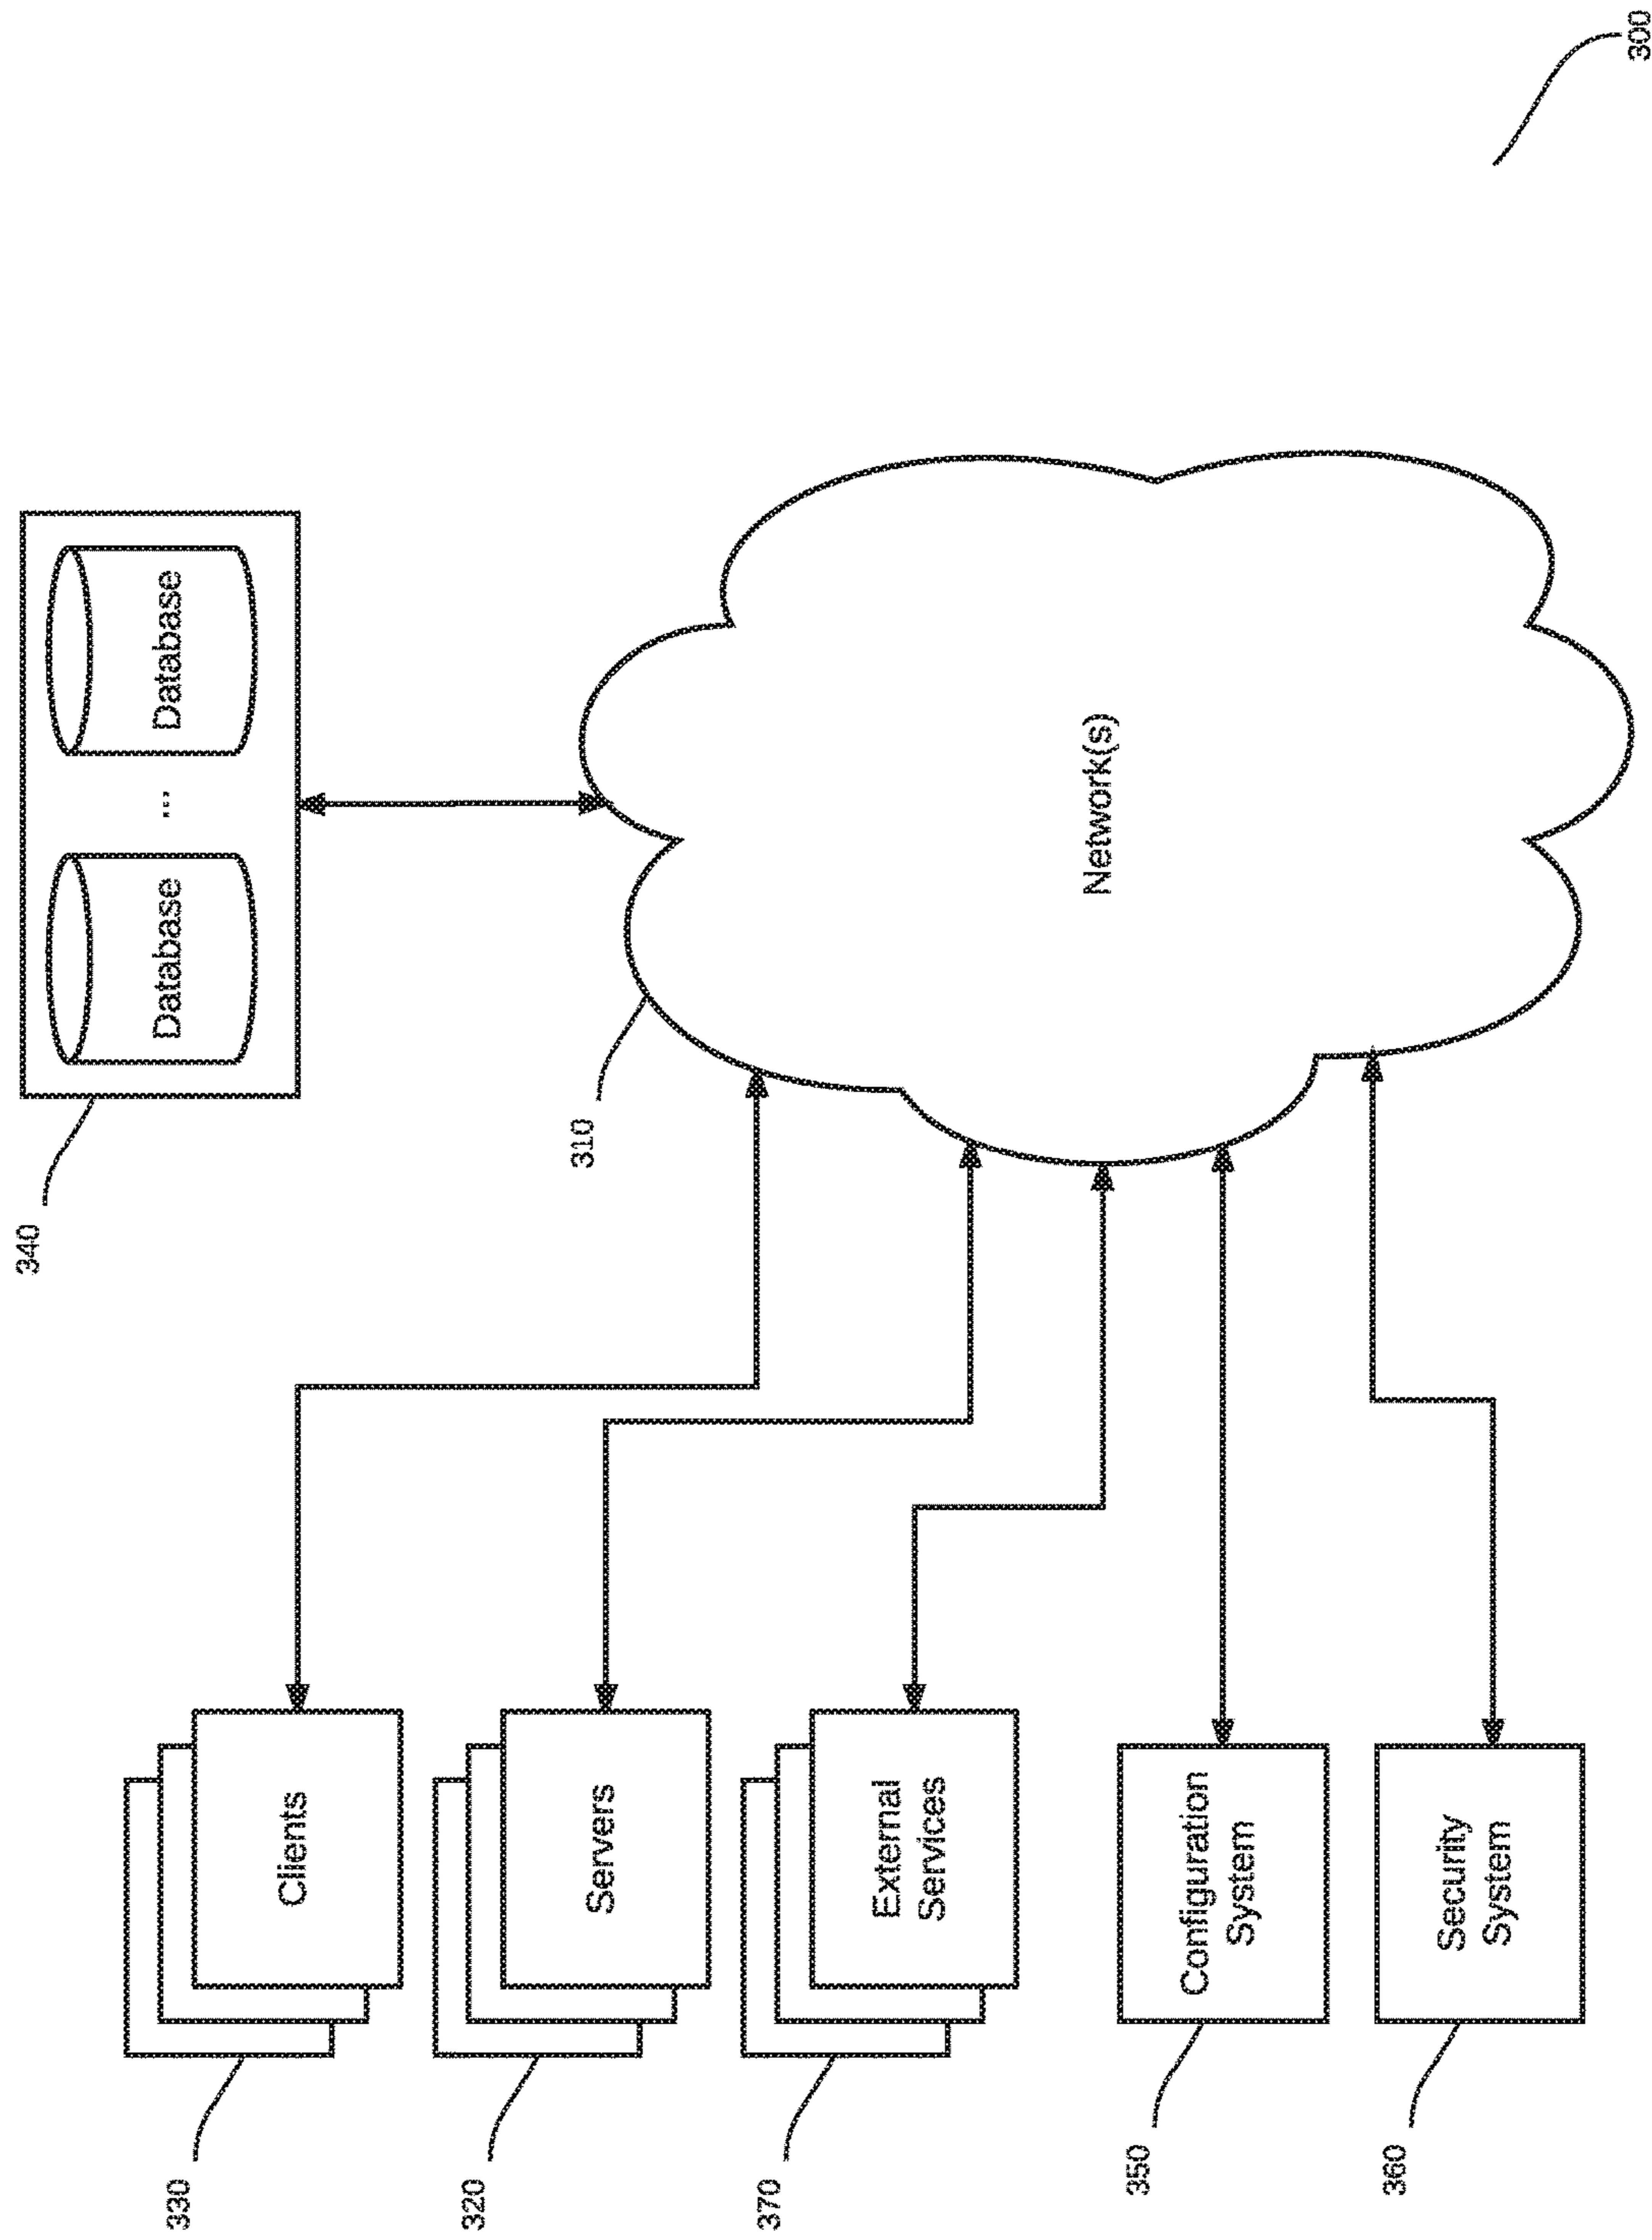 340
Database ... Database
330
Clients
320
310
Servers
370
External
Services
Network(s)
350
Configuration
System
360
Security
System
300